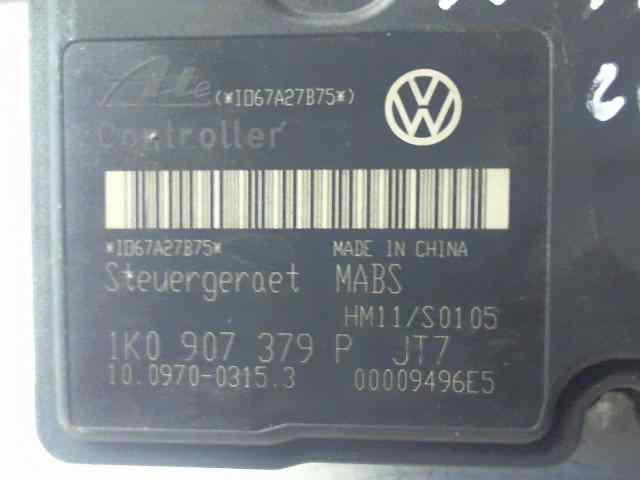 Ate (*ID67A27B75*)
Controller
*ID67A27B75* MADE IN CHINA
Steuergeraet MABS
HM11/S0105
1K0 907 379 P JT7
10.0970-0315.3 00009496E5